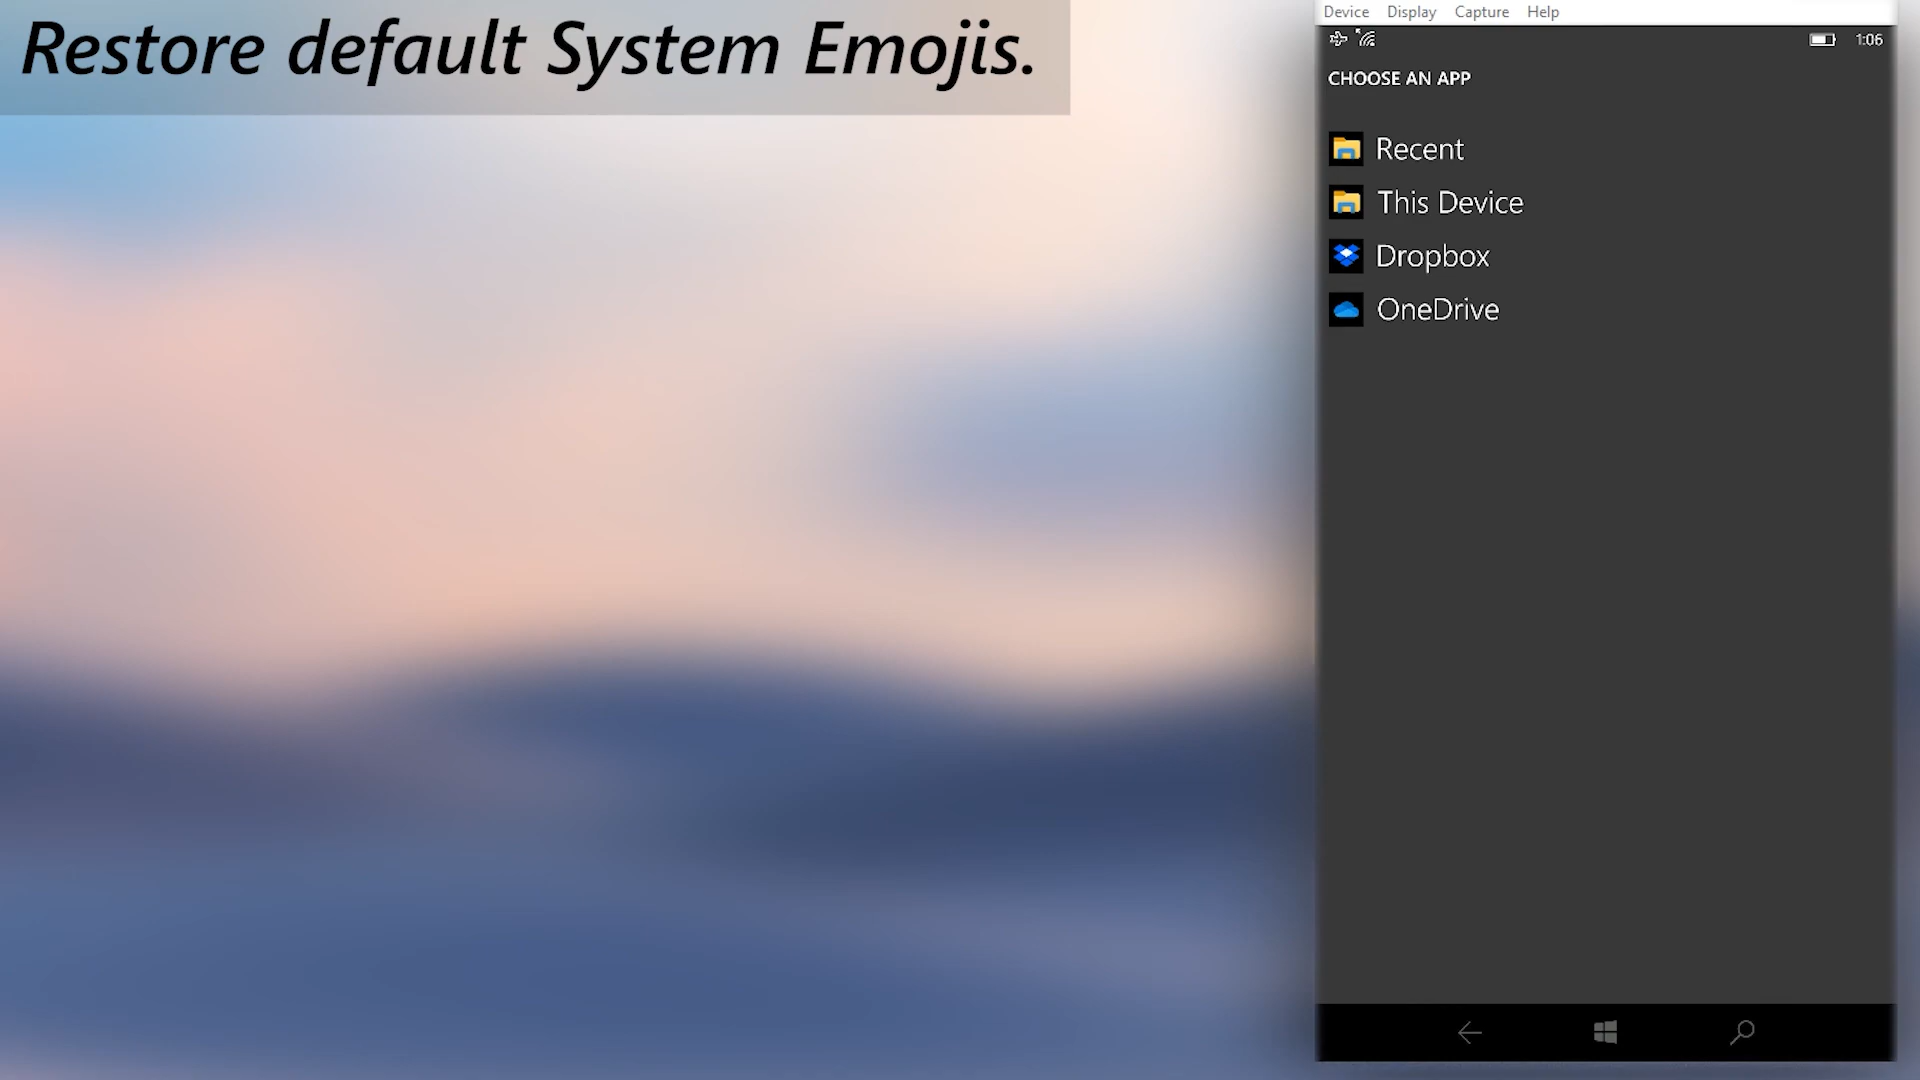 Restore default System Emojis.
Device Display Capture Help
1:06
CHOOSE AN APP
Recent
This Device
Dropbox
OneDrive